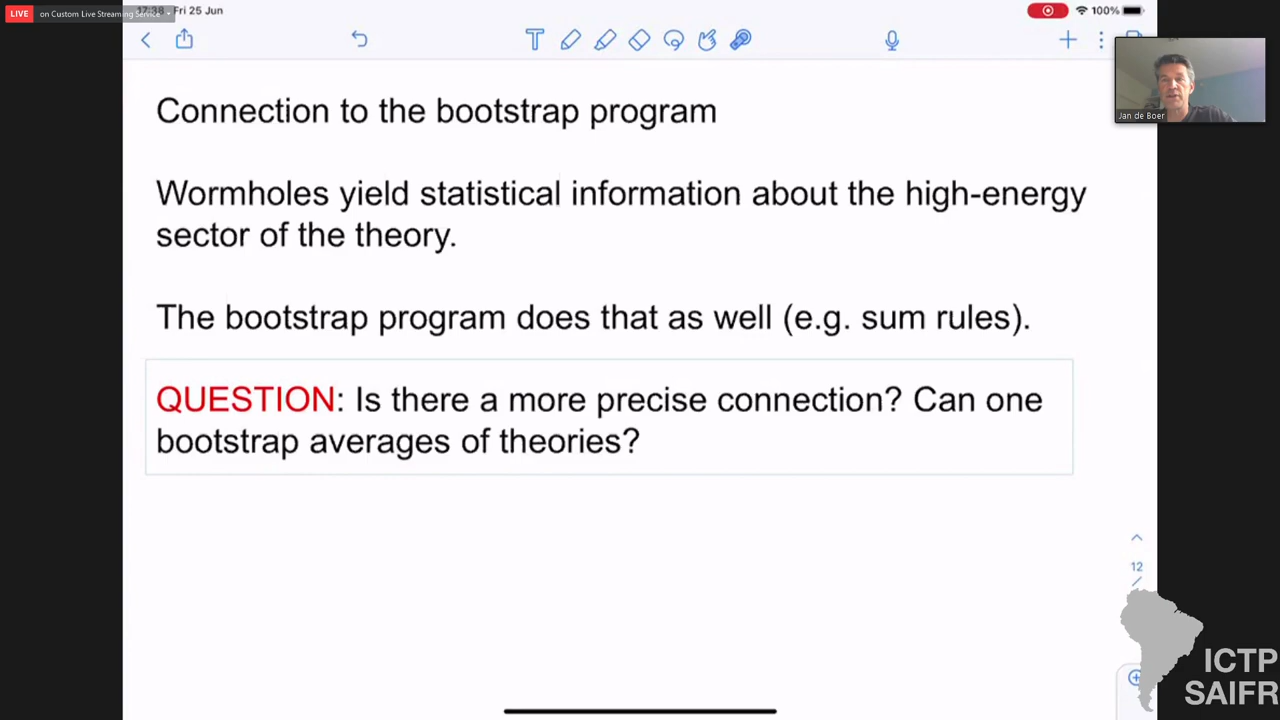 LIVE on Custom Live Streaming Service
17:38 Fri 25 Jun
100%
Jan de Boer
Connection to the bootstrap program
Wormholes yield statistical information about the high-energy
sector of the theory.
The bootstrap program does that as well (e.g. sum rules).
QUESTION: Is there a more precise connection? Can one
bootstrap averages of theories?
12
ICTP
SAIFR